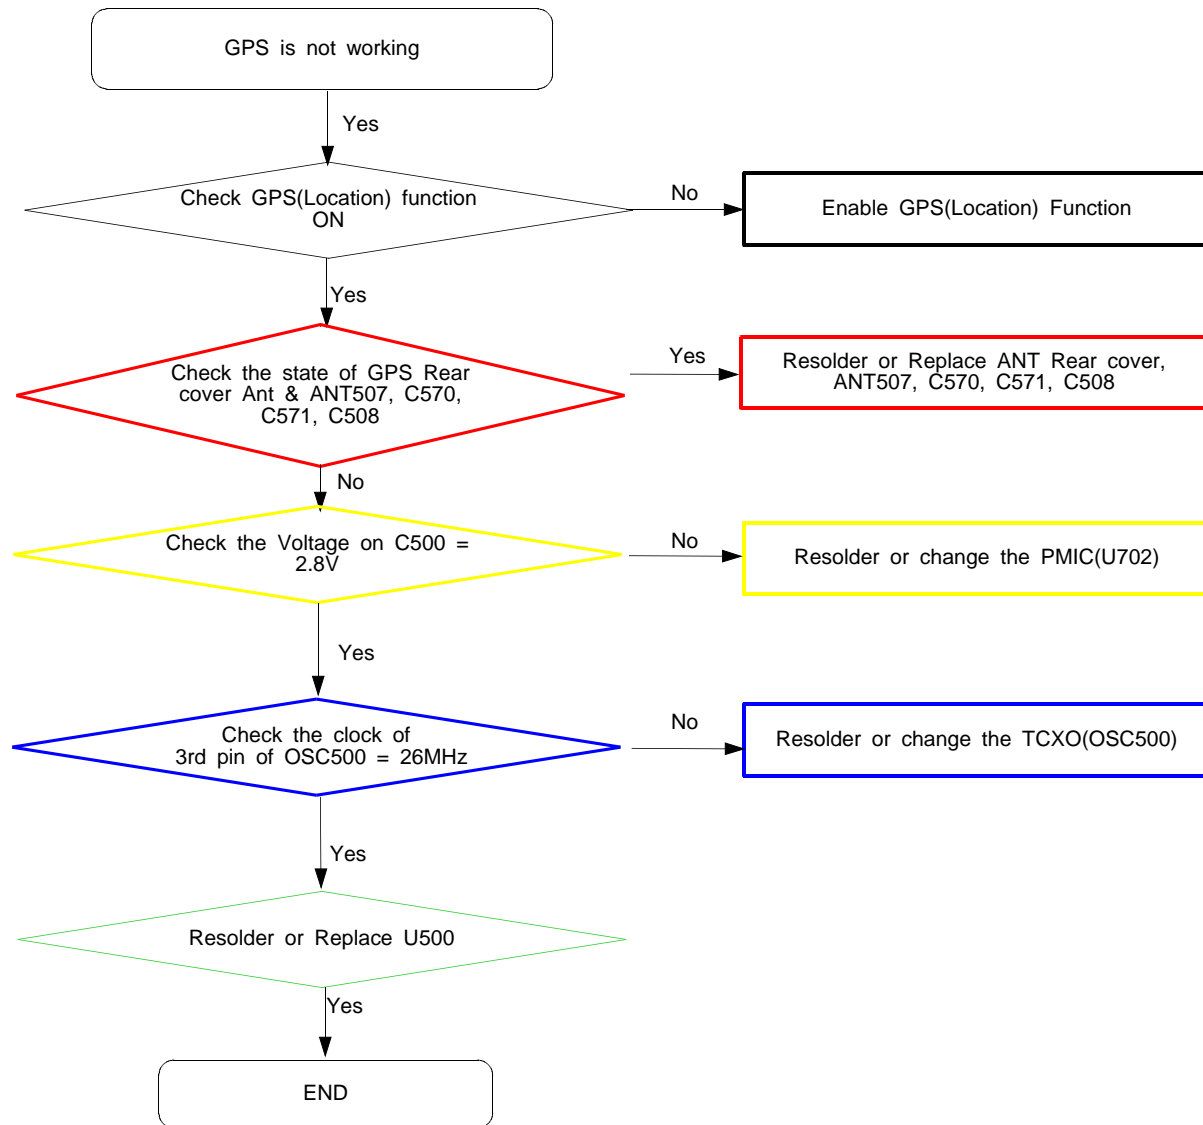 GPS is not working
Yes
Check GPS(Location) function
ON
No
Enable GPS(Location) Function
Yes
Check the state of GPS Rear
cover Ant & ANT507, C570,
C571, C508
Yes
Resolder or Replace ANT Rear cover,
ANT507, C570, C571, C508
No
Check the Voltage on C500 =
2.8V
No
Resolder or change the PMIC(U702)
Yes
Check the clock of
3rd pin of OSC500 = 26MHz
No
Resolder or change the TCXO(OSC500)
Yes
Resolder or Replace U500
Yes
END